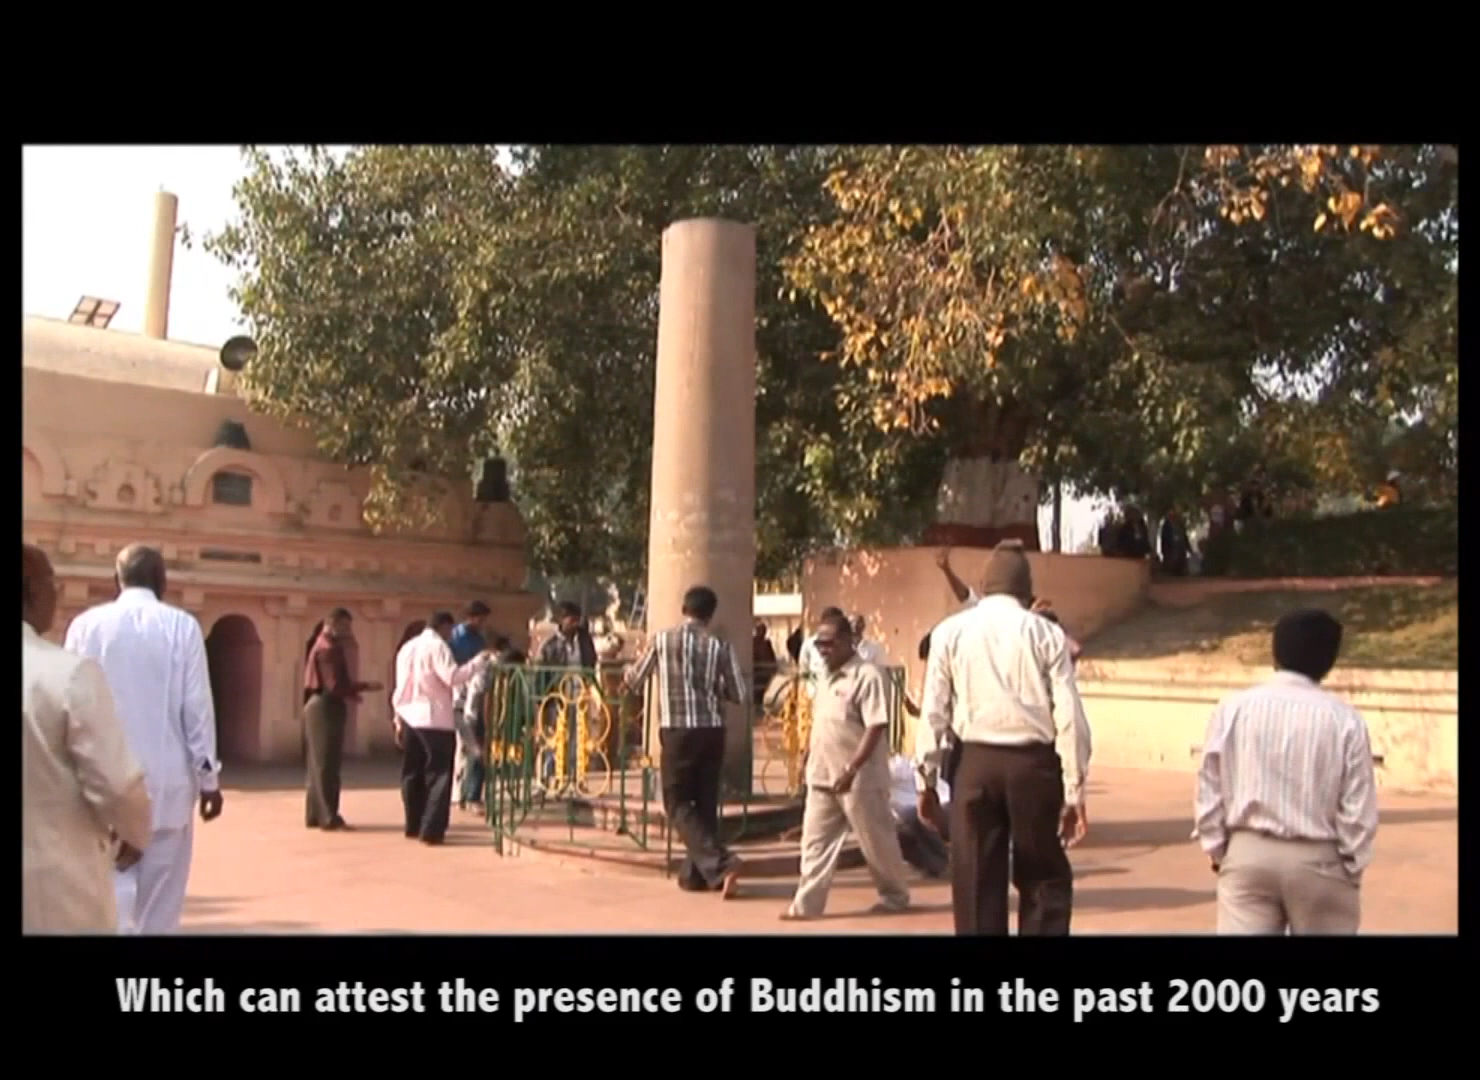 Which can attest the presence of Buddhism in the past 2000 years